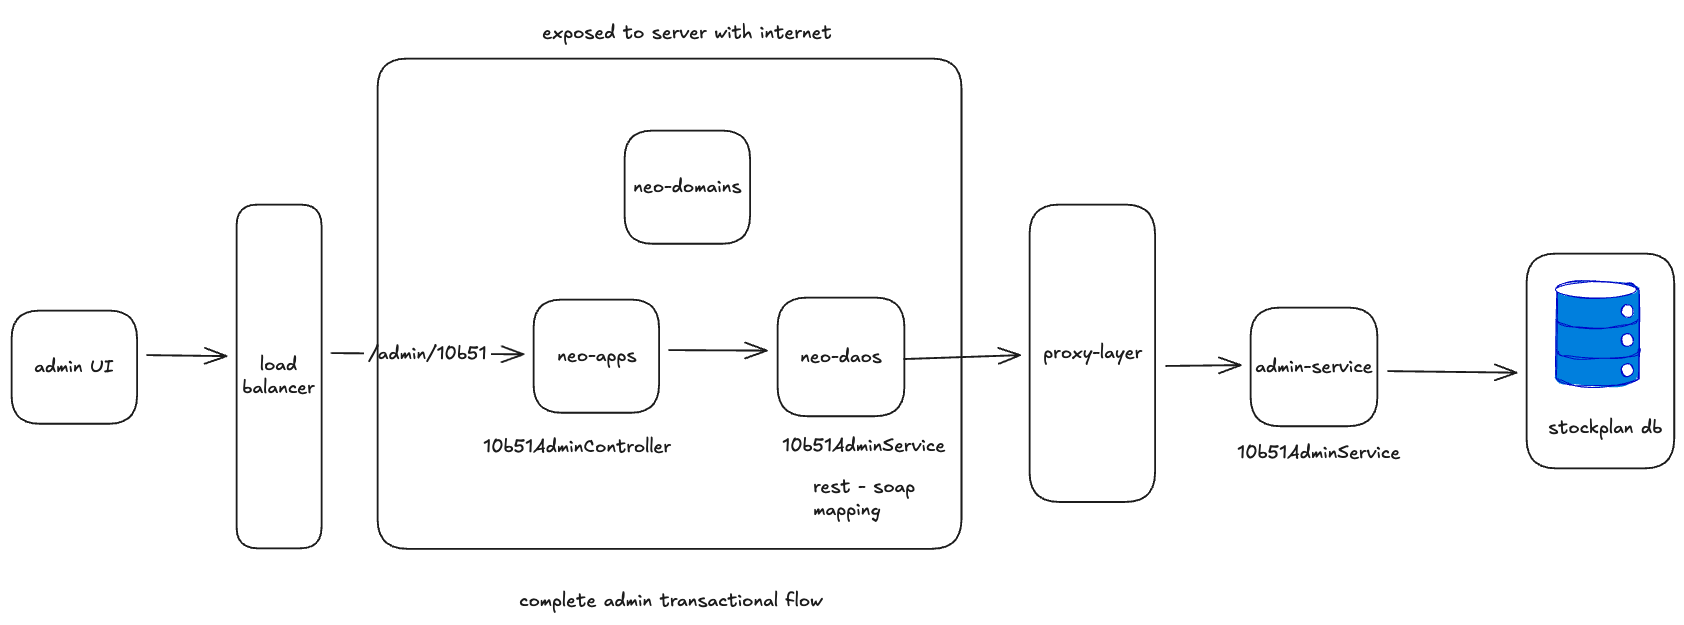 exposed to server with internet
neo-domains
admin UI
load
balancer
/admin/10b51
neo-apps
10b51AdminController
neo-daos
10b51AdminService
rest - soap
mapping
proxy-layer
admin-service
10b51AdminService
stockplan db
complete admin transactional flow